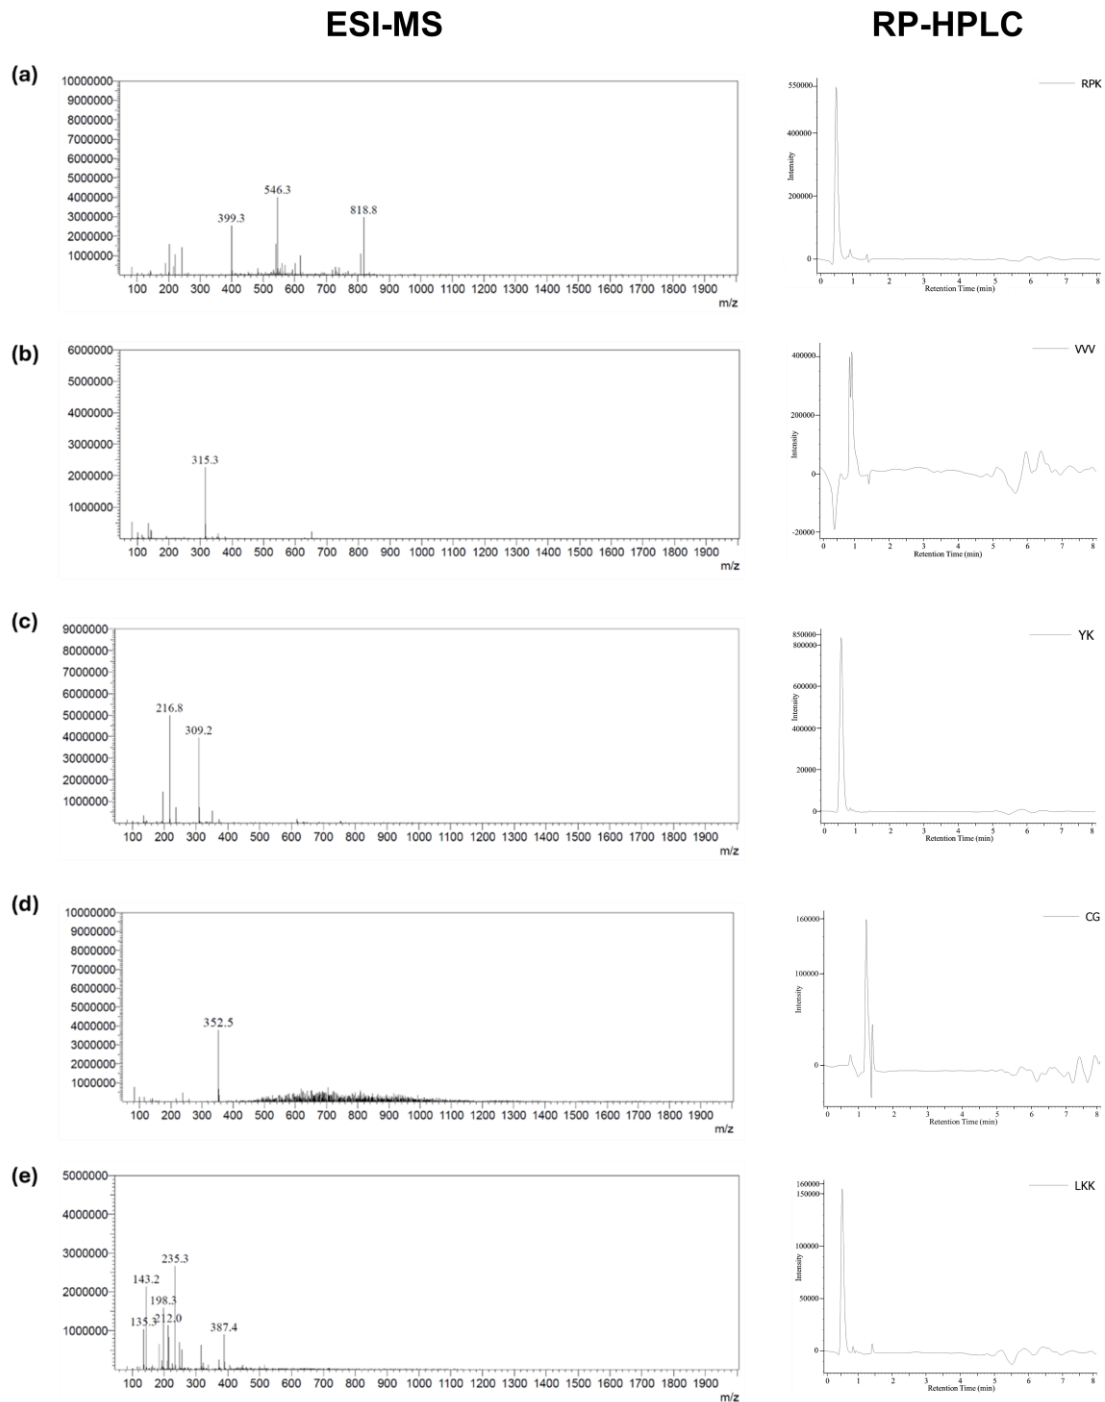 ESI-MS RP-HPLC
(a)
10000000
9000000
8000000
7000000
6000000
5000000
4000000
3000000
2000000
1000000
399.3 546.3 818.8
100 200 300 400 500 600 700 800 900 1000 1100 1200 1300 1400 1500 1600 1700 1800 1900
m/z
RPK
550000
400000
200000
0
Intensity
0 1 2 3 4 5 6 7 8
Retention Time (min)
(b)
6000000
5000000
4000000
3000000
2000000
1000000
315.3
100 200 300 400 500 600 700 800 900 1000 1100 1200 1300 1400 1500 1600 1700 1800 1900
m/z
VVV
400000
200000
0
-20000
Intensity
0 1 2 3 4 5 6 7 8
Retention Time (min)
(c)
9000000
8000000
7000000
6000000
5000000
4000000
3000000
2000000
1000000
216.8 309.2
100 200 300 400 500 600 700 800 900 1000 1100 1200 1300 1400 1500 1600 1700 1800 1900
m/z
YK
850000
800000
600000
400000
20000
0
Intensity
0 1 2 3 4 5 6 7 8
Retention Time (min)
(d)
10000000
9000000
8000000
7000000
6000000
5000000
4000000
3000000
2000000
1000000
352.5
100 200 300 400 500 600 700 800 900 1000 1100 1200 1300 1400 1500 1600 1700 1800 1900
m/z
CG
160000
100000
0
Intensity
0 1 2 3 4 5 6 7 8
Retention Time (min)
(e)
5000000
4000000
3000000
2000000
1000000
235.3
143.2
198.3
135.3 212.0
387.4
100 200 300 400 500 600 700 800 900 1000 1100 1200 1300 1400 1500 1600 1700 1800 1900
m/z
LKK
160000
150000
100000
50000
0
Intensity
0 1 2 3 4 5 6 7 8
Retention Time (min)